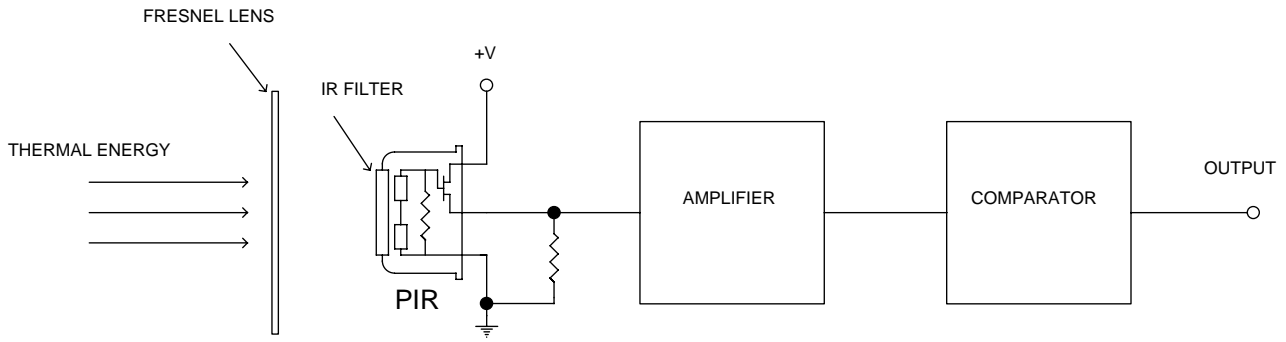 FRESNEL LENS
+V
IR FILTER
THERMAL ENERGY
OUTPUT
AMPLIFIER
COMPARATOR
PIR